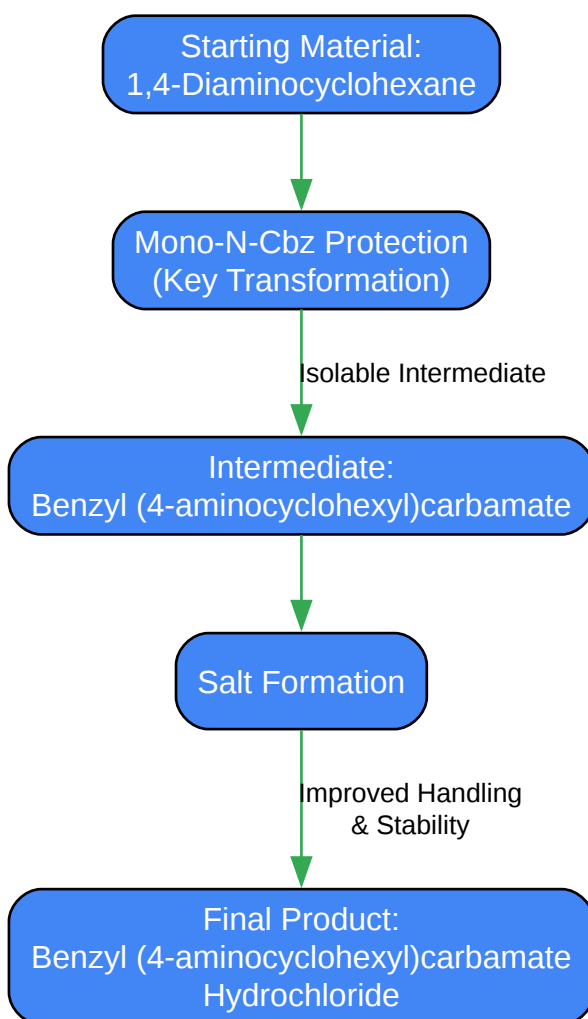 Starting Material:
1,4-Diaminocyclohexane
Mono-N-Cbz Protection
(Key Transformation)
Isolable Intermediate
Intermediate:
Benzyl (4-aminocyclohexyl)carbamate
Salt Formation
Improved Handling
& Stability
Final Product:
Benzyl (4-aminocyclohexyl)carbamate
Hydrochloride